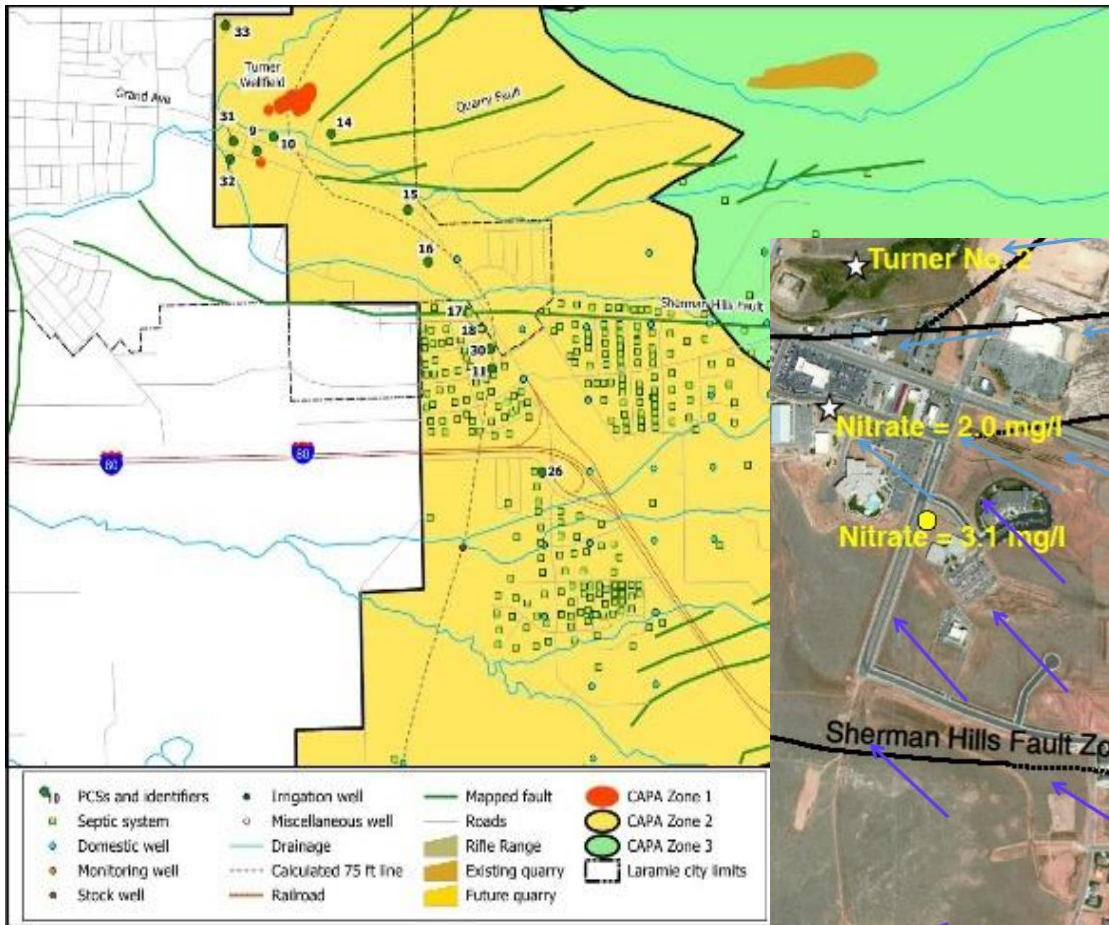 33
Turner
Wellfield
Grand Ave
Quarry Fault
31
9
14
10
32
15
16
Sherman Hills Fault
17
18
30
11
80
80
26
Turner No. 2
Nitrate = 2.0 mg/l
Nitrate = 3.1 mg/l
Sherman Hills Fault Zo
10 PCSs and identifiers
Septic system
Domestic well
Monitoring well
Stock well
Irrigation well
Miscellaneous well
Drainage
Calculated 75 ft line
Railroad
Mapped fault
Roads
Rifle Range
Existing quarry
Future quarry
CAPA Zone 1
CAPA Zone 2
CAPA Zone 3
Laramie city limits